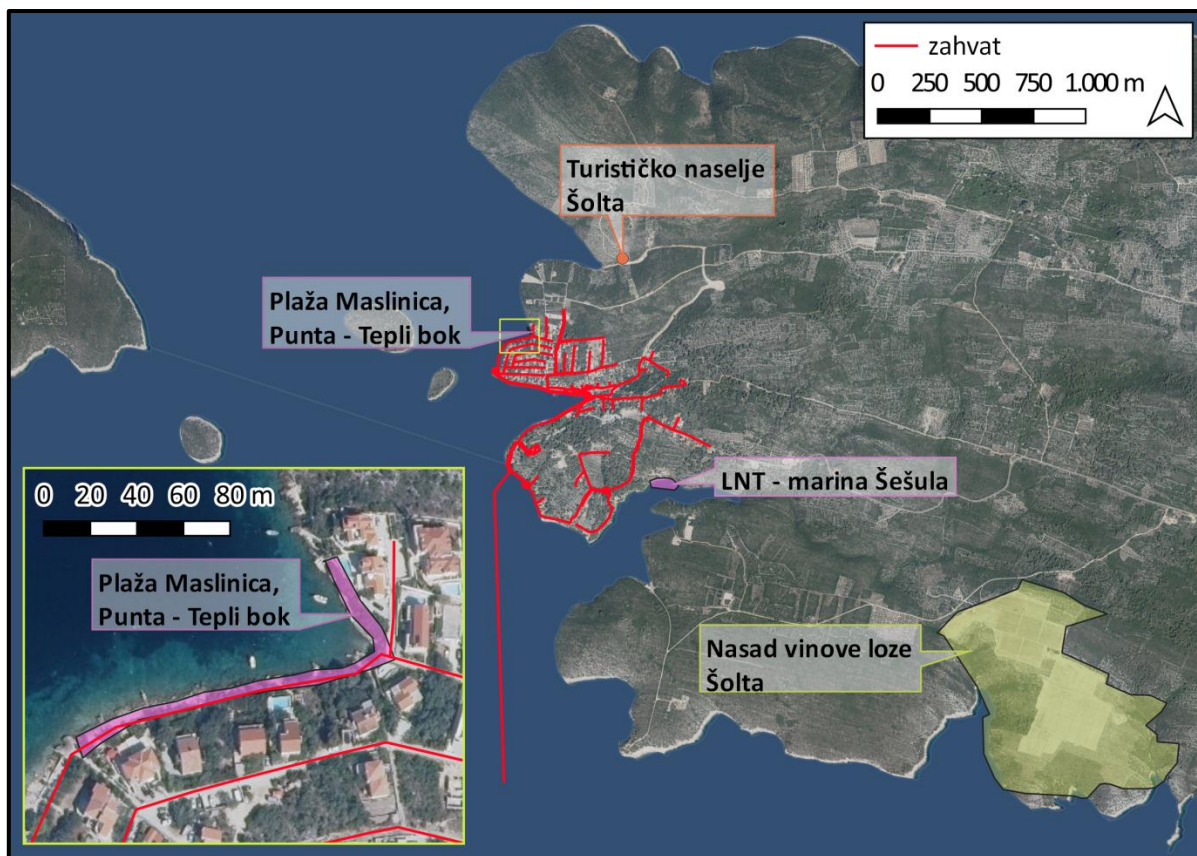 zahvat
0 250 500 750 1.000 m
Turističko naselje
Šolta
Plaža Maslinica,
Punta - Tepli bok
LNT - marina Šešula
0 20 40 60 80 m
Plaža Maslinica,
Punta - Tepli bok
Nasad vinove loze
Šolta